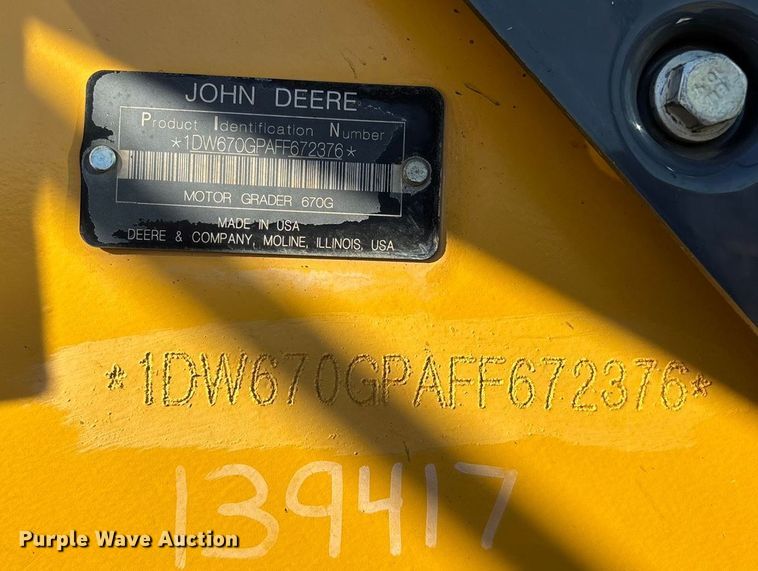 JOHN DEERE
Product Identification Number
*1DW670GPAFF672376*
MOTOR GRADER 670G
MADE IN USA
DEERE & COMPANY, MOLINE, ILLINOIS, USA
*1DW670GPAFF672376*
139417
Purple Wave Auction